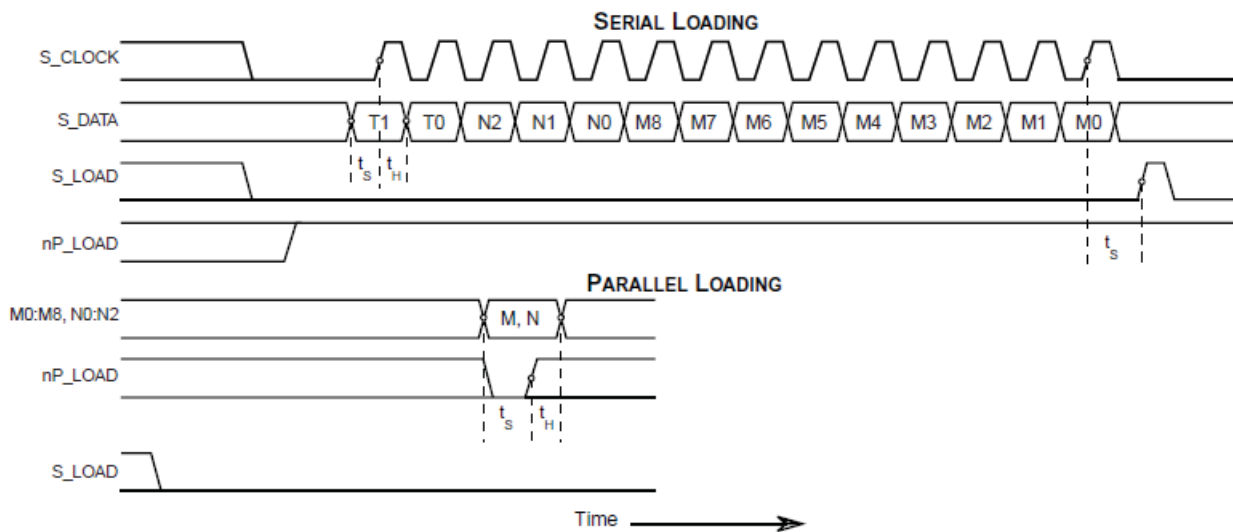 SERIAL LOADING
S_CLOCK
S_DATA T1 T0 N2 N1 N0 M8 M7 M6 M5 M4 M3 M2 M1 M0
tS tH
S_LOAD
nP_LOAD
tS
PARALLEL LOADING
M0:M8, N0:N2 M, N
nP_LOAD
tS tH
S_LOAD
Time